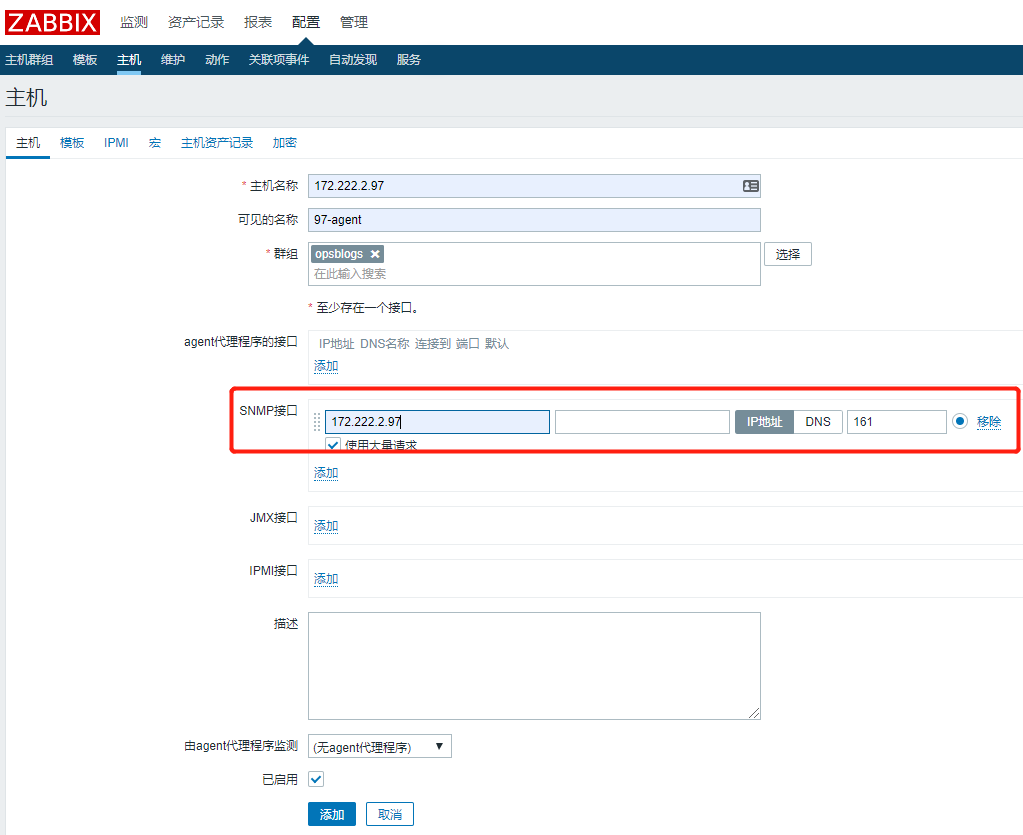 ZABBIX 监测 资产记录 报表 配置 管理
主机群组 模板 主机 维护 动作 关联项事件 自动发现 服务
主机
主机 模板 IPMI 宏 主机资产记录 加密
* 主机名称 172.222.2.97
可见的名称 97-agent
* 群组 opsblogs ✕ 选择
在此输入搜索
* 至少存在一个接口。
agent代理程序的接口 IP地址 DNS名称 连接到 端口 默认
添加
SNMP接口 172.222.2.97 IP地址 DNS 161 移除
使用大量请求
添加
JMX接口 添加
IPMI接口 添加
描述
由agent代理程序监测 (无agent代理程序) ▼
已启用
添加 取消